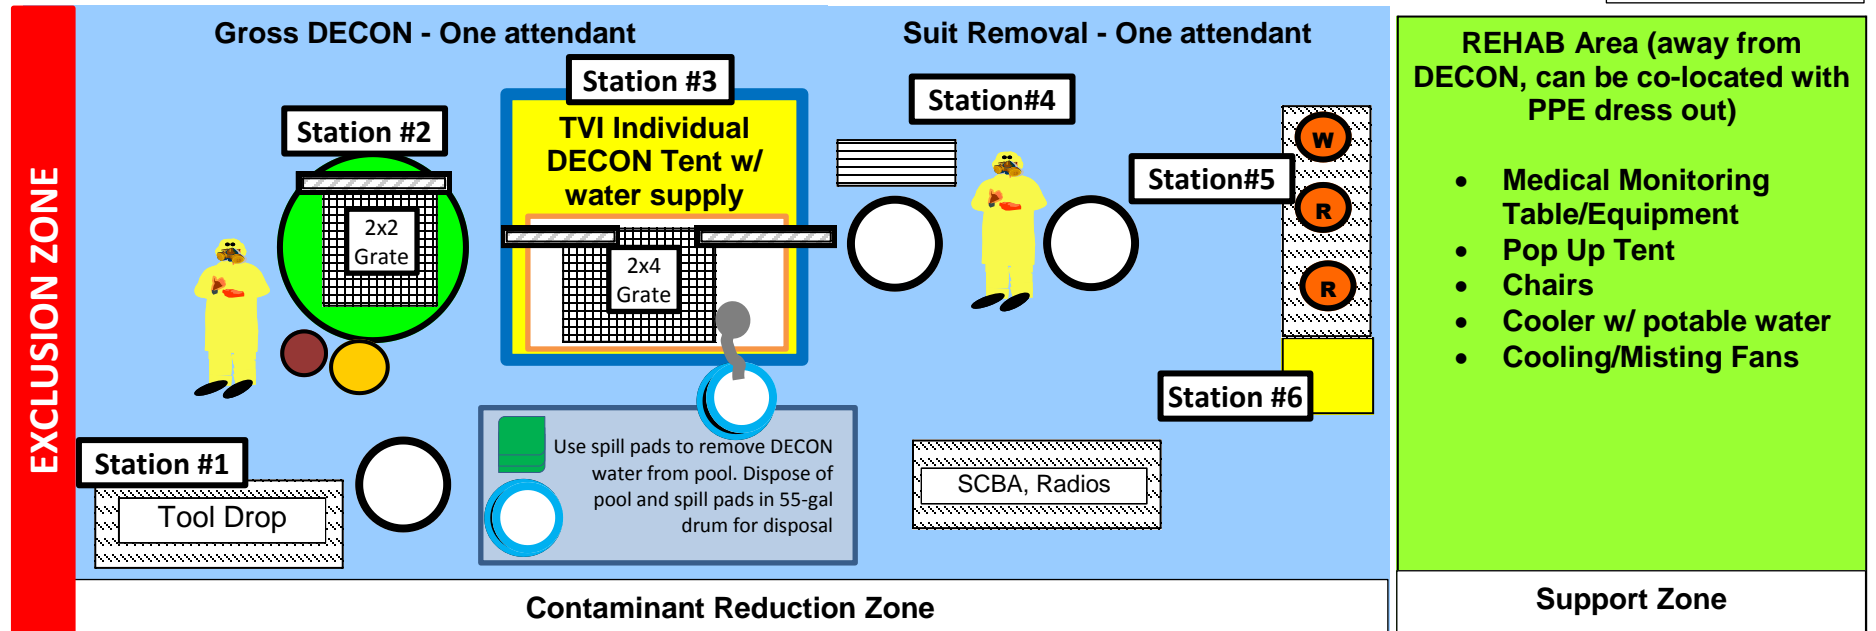 EXCLUSION ZONE
Gross DECON - One attendant
Suit Removal - One attendant
Station #1
Tool Drop
Station #2
2x2
Grate
Station #3
TVI Individual
DECON Tent w/
water supply
2x4
Grate
Use spill pads to remove DECON
water from pool. Dispose of
pool and spill pads in 55-gal
drum for disposal
Station#4
SCBA, Radios
Station#5
W
R
R
Station #6
Contaminant Reduction Zone
REHAB Area (away from
DECON, can be co-located with
PPE dress out)
• Medical Monitoring
Table/Equipment
• Pop Up Tent
• Chairs
• Cooler w/ potable water
• Cooling/Misting Fans
Support Zone